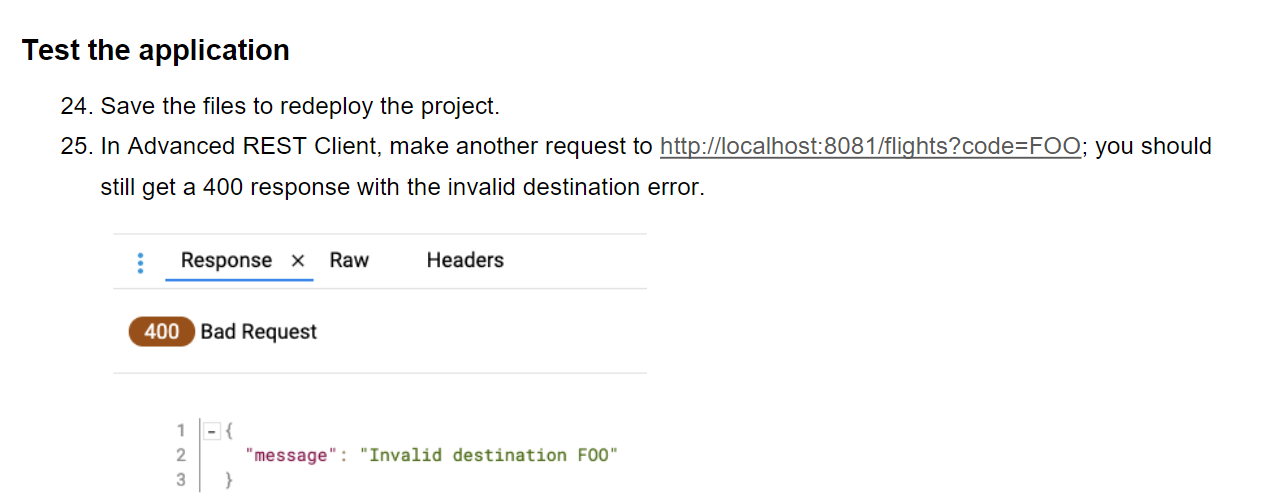 Test the application
24. Save the files to redeploy the project.
25. In Advanced REST Client, make another request to http://localhost:8081/flights?code=FOO; you should
still get a 400 response with the invalid destination error.
Response × Raw Headers
400 Bad Request
1 {
2 "message": "Invalid destination FOO"
3 }